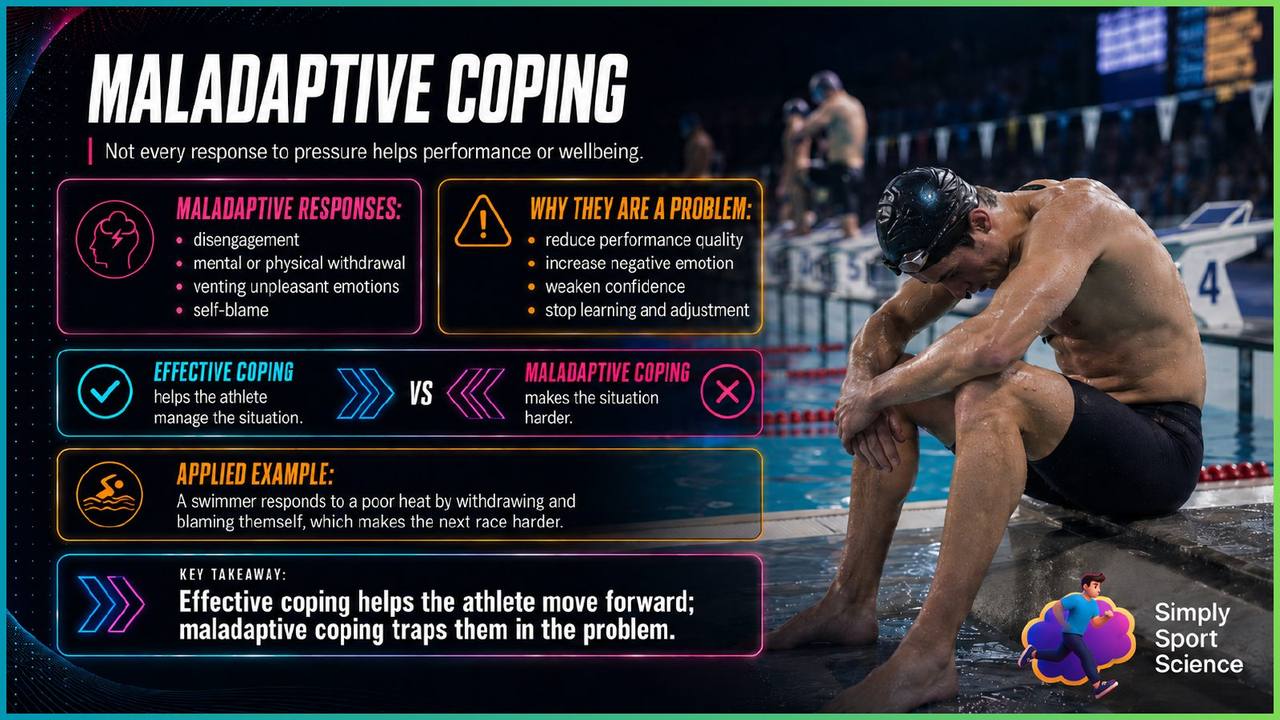 MALADAPTIVE COPING
Not every response to pressure helps performance or wellbeing.
MALADAPTIVE RESPONSES:
• disengagement
• mental or physical withdrawal
• venting unpleasant emotions
• self-blame
WHY THEY ARE A PROBLEM:
• reduce performance quality
• increase negative emotion
• weaken confidence
• stop learning and adjustment
EFFECTIVE COPING
helps the athlete
manage the situation.
VS
MALADAPTIVE COPING
makes the situation
harder.
APPLIED EXAMPLE:
A swimmer responds to a poor heat by withdrawing and
blaming themself, which makes the next race harder.
KEY TAKEAWAY:
Effective coping helps the athlete move forward;
maladaptive coping traps them in the problem.
5
4
Simply
Sport
Science